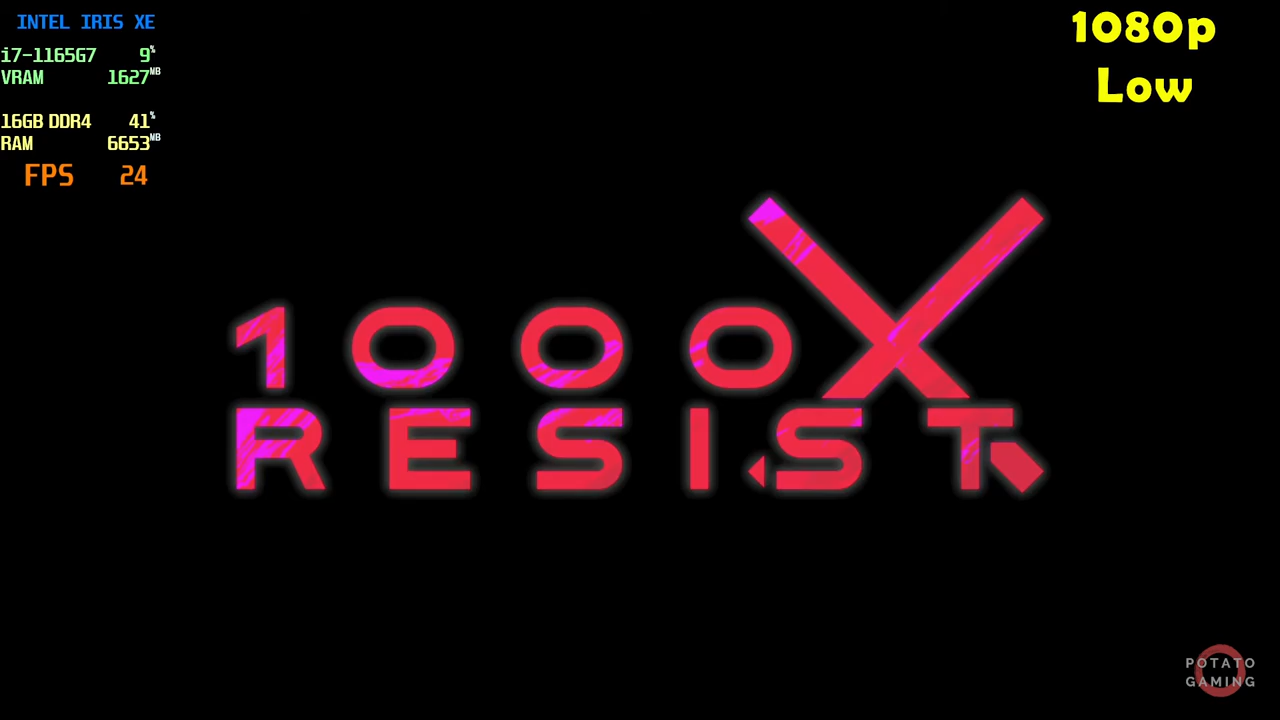 INTEL IRIS XE
i7-1165G7 9%
VRAM 1627MB
16GB DDR4 41%
RAM 6653MB
FPS 24
1080p
Low
1000X
RESIST
POTATO
GAMING